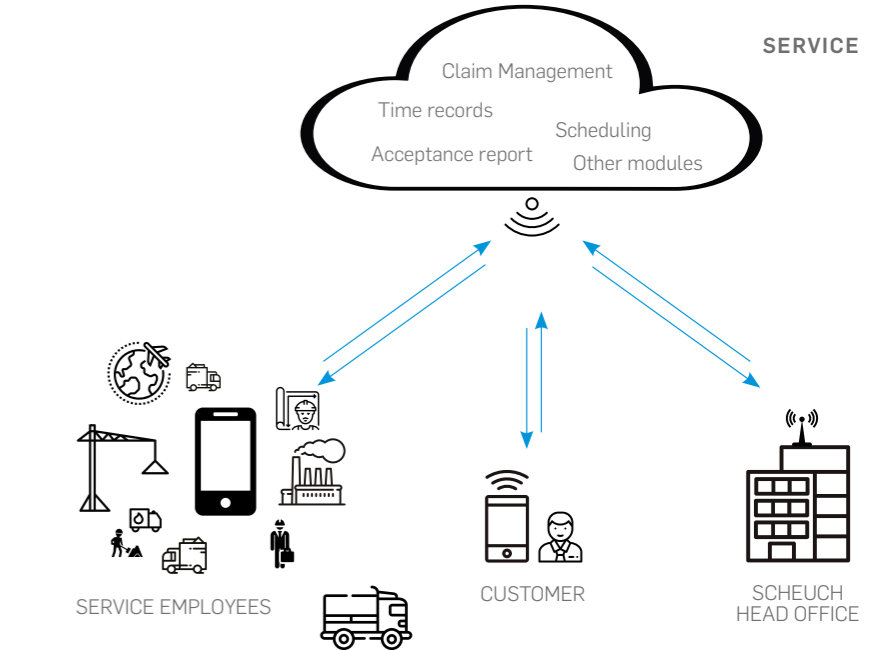 SERVICE
Claim Management
Time records
Scheduling
Acceptance report
Other modules
SERVICE EMPLOYEES
CUSTOMER
SCHEUCH
HEAD OFFICE